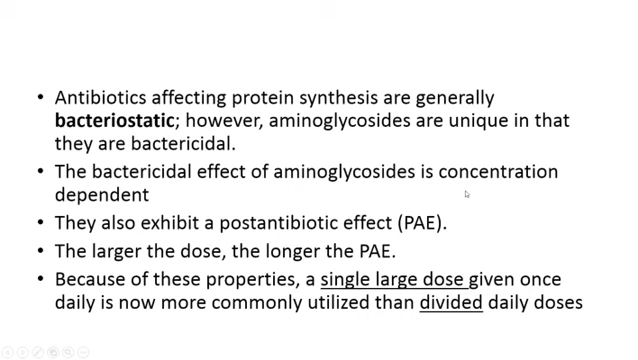 • Antibiotics affecting protein synthesis are generally
bacteriostatic; however, aminoglycosides are unique in that
they are bactericidal.
• The bactericidal effect of aminoglycosides is concentration
dependent
• They also exhibit a postantibiotic effect (PAE).
• The larger the dose, the longer the PAE.
• Because of these properties, a single large dose given once
daily is now more commonly utilized than divided daily doses